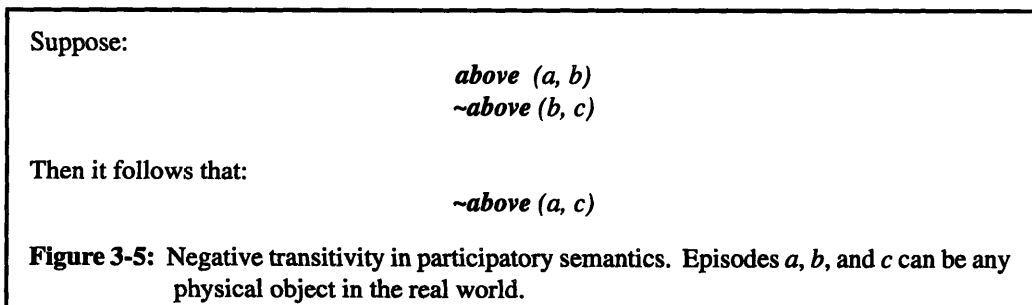 Suppose:
above (a, b)
~above (b, c)
Then it follows that:
~above (a, c)
Figure 3-5: Negative transitivity in participatory semantics. Episodes a, b, and c can be any
physical object in the real world.